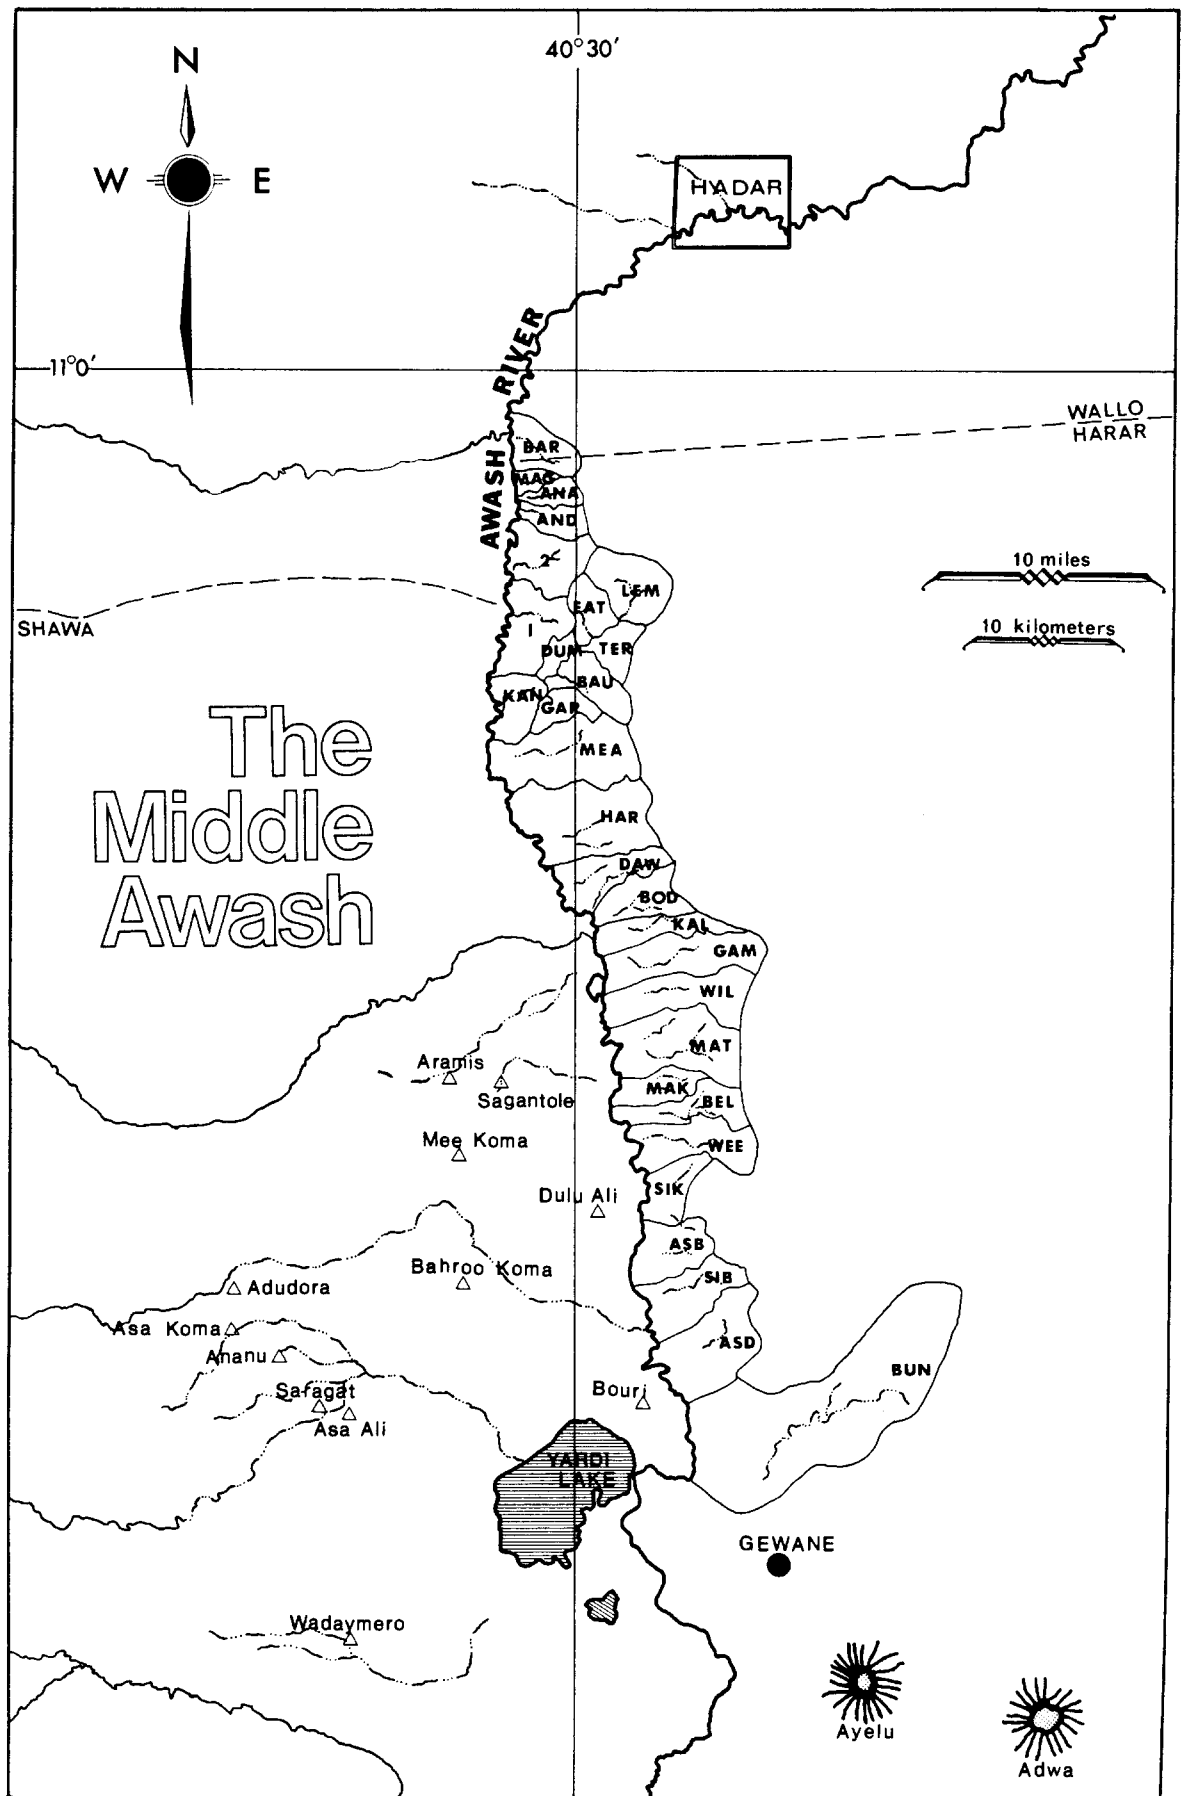 40°30'
N
W E
HADAR
11°0'
AWASH RIVER
WALLO
HARAR
BAR
MAG
ANA
AND
2
10 miles
LEM
EAT
SHAWA
1
10 kilometers
DUM TER
BAU
KAN
GAR
The
Middle
Awash
MEA
HAR
DAW
BOD
KAL
GAM
WIL
MAT
Aramis
Sagantole
MAK
BEL
Mee Koma
WEE
Dulu Ali
SIK
ASB
Bahroo Koma
SIB
Adudora
Asa Koma
Ananu
ASD
BUN
Safagat
Bouri
Asa Ali
YARDI
LAKE
GEWANE
Wadaymero
Ayelu
Adwa